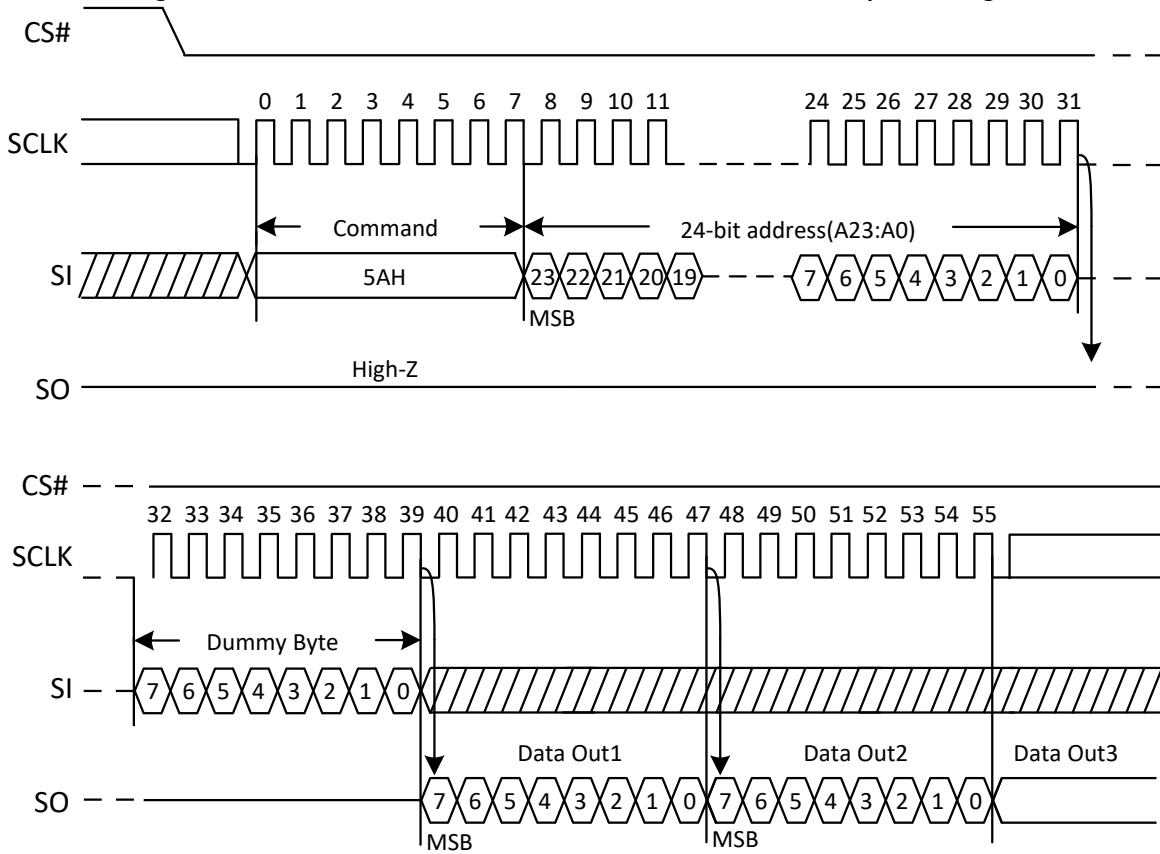 CS#
0 1 2 3 4 5 6 7 8 9 10 11 24 25 26 27 28 29 30 31
SCLK
Command 24-bit address(A23:A0)
SI 5AH 23 22 21 20 19 7 6 5 4 3 2 1 0
MSB
High-Z
SO
CS#
32 33 34 35 36 37 38 39 40 41 42 43 44 45 46 47 48 49 50 51 52 53 54 55
SCLK
Dummy Byte
SI 7 6 5 4 3 2 1 0
Data Out1 Data Out2 Data Out3
SO 7 6 5 4 3 2 1 0 7 6 5 4 3 2 1 0
MSB MSB